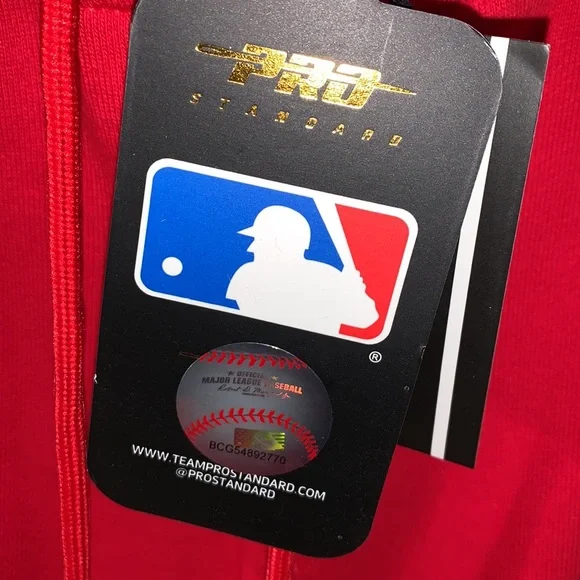 PRO
STANDARD
®
OFFICIAL
MAJOR LEAGUE BASEBALL
BCG54892770
WWW.TEAMPROSTANDARD.COM
@PROSTANDARD